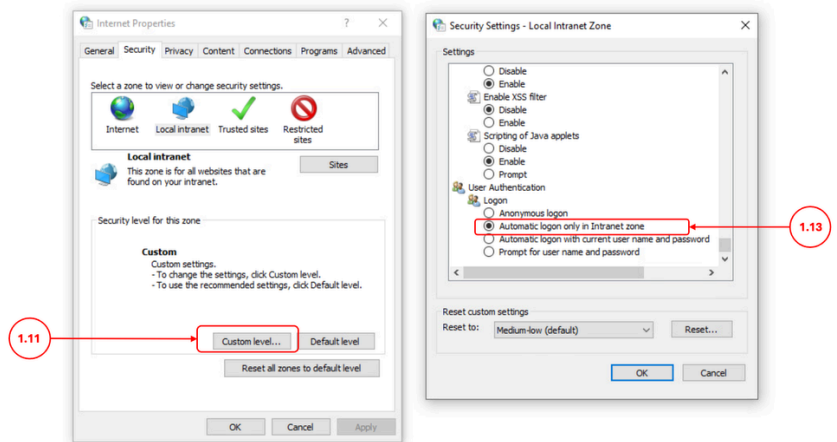 Internet Properties
General Security Privacy Content Connections Programs Advanced
Select a zone to view or change security settings.
Internet Local intranet Trusted sites Restricted sites
Local intranet
This zone is for all websites that are
found on your intranet.
Sites
Security level for this zone
Custom
Custom settings.
- To change the settings, click Custom level.
- To use the recommended settings, click Default level.
1.11
Custom level... Default level
Reset all zones to default level
OK Cancel Apply
Security Settings - Local Intranet Zone
Settings
Disable
Enable
Enable XSS filter
Disable
Enable
Scripting of Java applets
Disable
Enable
Prompt
User Authentication
Logon
Anonymous logon
Automatic logon only in Intranet zone
1.13
Automatic logon with current user name and password
Prompt for user name and password
Reset custom settings
Reset to: Medium-low (default) Reset...
OK Cancel